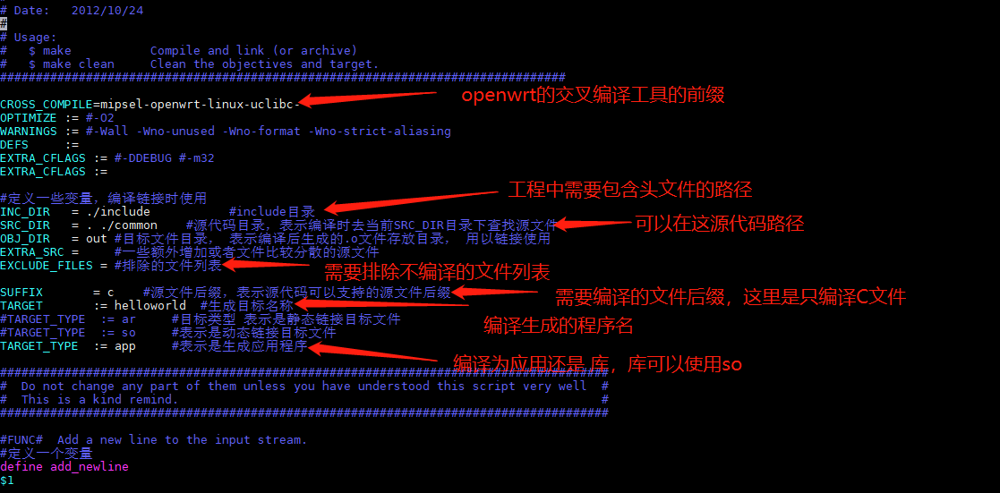 # Date:   2012/10/24
#
# Usage:
#   $ make           Compile and link (or archive)
#   $ make clean     Clean the objectives and target.
###############################################################################
CROSS_COMPILE=mipsel-openwrt-linux-uclibc-
openwrt的交叉编译工具的前缀
OPTIMIZE := #-O2
WARNINGS := #-Wall -Wno-unused -Wno-format -Wno-strict-aliasing
DEFS     :=
EXTRA_CFLAGS := #-DDEBUG #-m32
EXTRA_CFLAGS :=
#定义一些变量，编译链接时使用
工程中需要包含头文件的路径
INC_DIR   = ./include           #include目录
SRC_DIR   = . ./common    #源代码目录，表示编译时去当前SRC_DIR目录下查找源文件
可以在这源代码路径
OBJ_DIR   = out #目标文件目录， 表示编译后生成的.o文件存放目录， 用以链接使用
EXTRA_SRC =     #一些额外增加或者文件比较分散的源文件
EXCLUDE_FILES = #排除的文件列表
需要排除不编译的文件列表
SUFFIX       = c    #源文件后缀，表示源代码可以支持的源文件后缀
需要编译的文件后缀，这里是只编译C文件
TARGET       := helloworld  #生成目标名称
编译生成的程序名
#TARGET_TYPE  := ar     #目标类型 表示是静态链接目标文件
#TARGET_TYPE  := so     #表示是动态链接目标文件
TARGET_TYPE  := app     #表示是生成应用程序
编译为应用还是 库，库可以使用so
#####################################################################################
#  Do not change any part of them unless you have understood this script very well  #
#  This is a kind remind.                                                           #
#####################################################################################
#FUNC#  Add a new line to the input stream.
#定义一个变量
define add_newline
$1